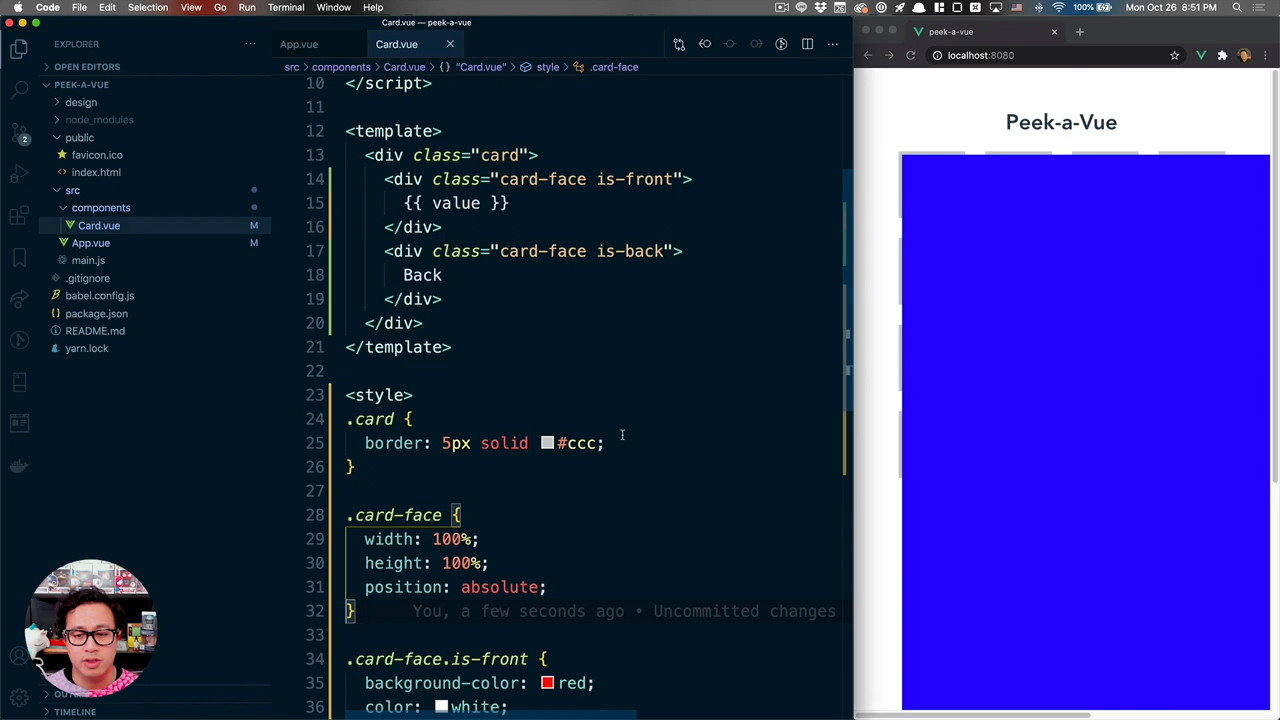 Code File Edit Selection View Go Run Terminal Window Help
100% Mon Oct 26 8:51 PM
Card.vue — peek-a-vue
EXPLORER
OPEN EDITORS
PEEK-A-VUE
design
node_modules
public
favicon.ico
index.html
src
components
Card.vue M
App.vue M
main.js
.gitignore
babel.config.js
package.json
README.md
yarn.lock
TIMELINE
2
App.vue
Card.vue
src > components > Card.vue > {} "Card.vue" > style > .card-face
10 </script>
11
12 <template>
13 <div class="card">
14 <div class="card-face is-front">
15 {{ value }}
16 </div>
17 <div class="card-face is-back">
18 Back
19 </div>
20 </div>
21 </template>
22
23 <style>
24 .card {
25 border: 5px solid #ccc;
26 }
27
28 .card-face {
29 width: 100%;
30 height: 100%;
31 position: absolute;
32 } You, a few seconds ago • Uncommitted changes
33
34 .card-face.is-front {
35 background-color: red;
36 color: white;
peek-a-vue
localhost:8080
Peek-a-Vue